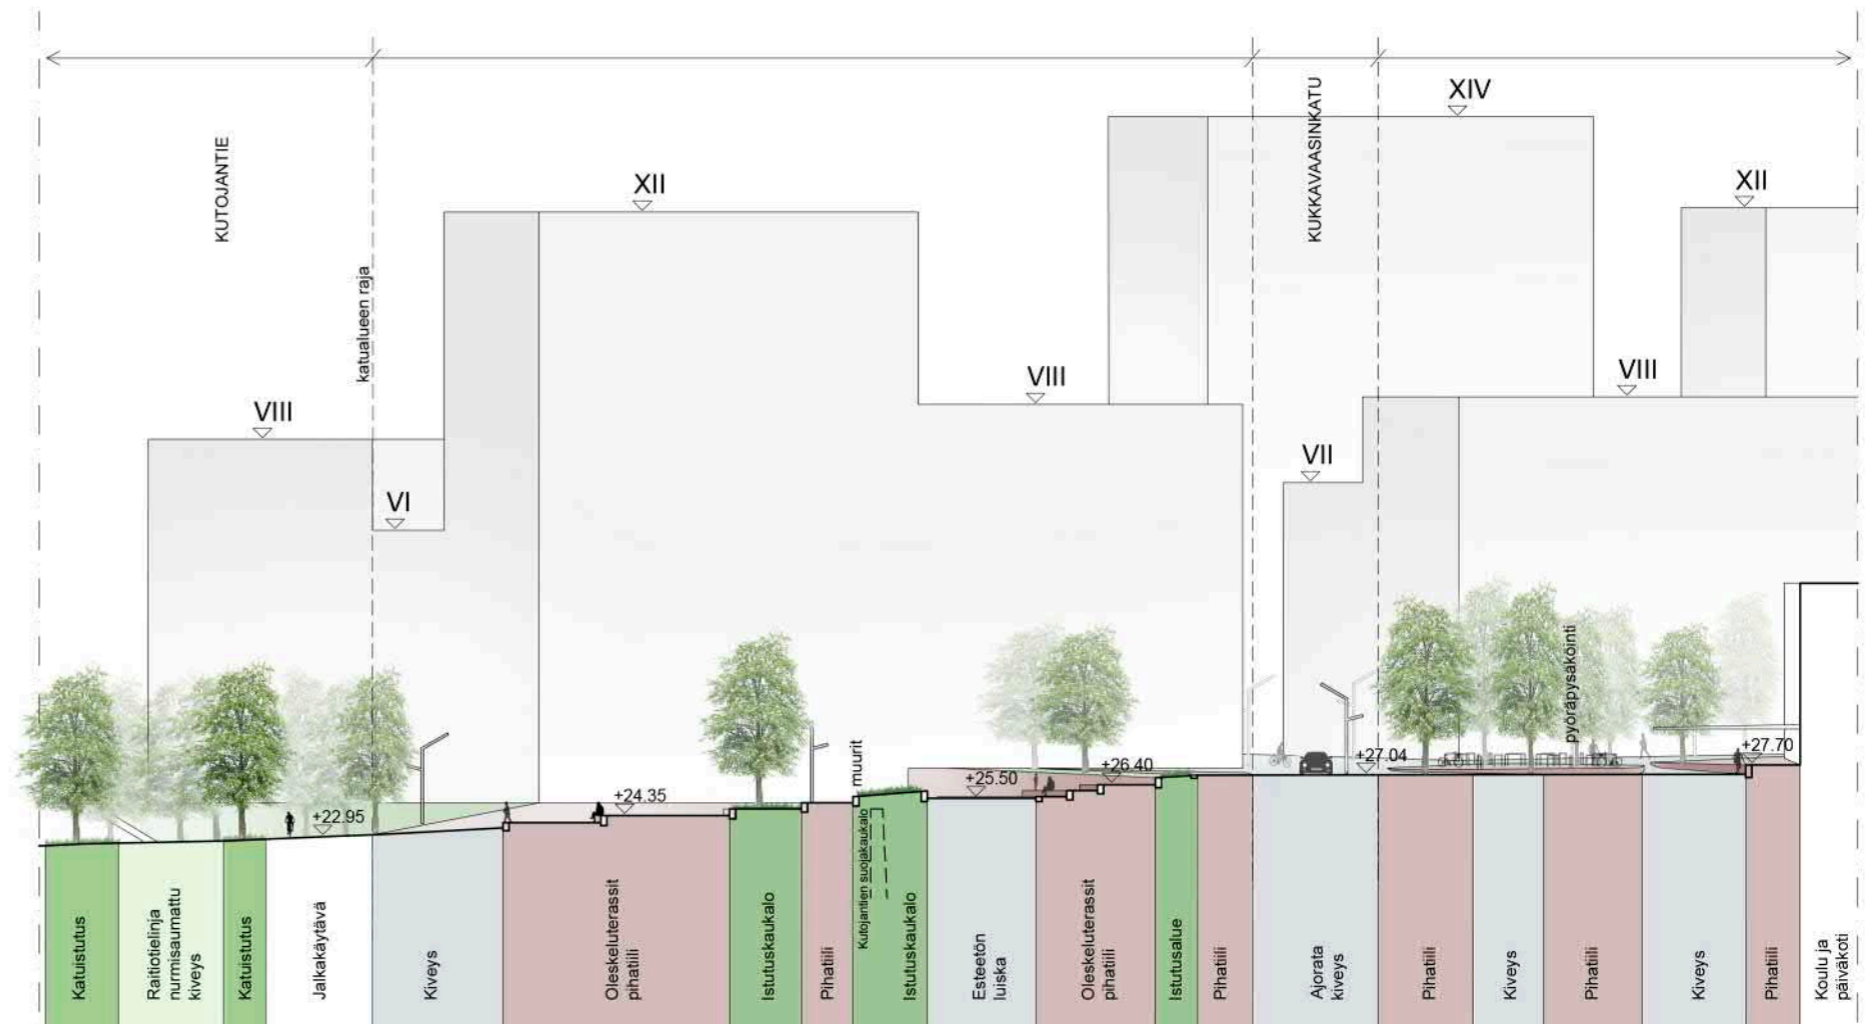 KUTOJANTIE
katualueen raja
KUKKAVAASINKATU
XIV
XII
XII
VIII
VIII
VIII
VII
VI
pyöräpysäköinti
muurit
+22.95
+24.35
+25.50
+26.40
+27.04
+27.70
Katuistutus
Raitiotielinja
nurmisaumattu
kiveys
Katuistutus
Jalkakäytävä
Kiveys
Oleskeluterassit
pihatiili
Istutuskaukalo
Pihatiili
Kutojantien suojakaukalo
Istutuskaukalo
Esteetön
luiska
Oleskeluterassit
pihatiili
Istutusalue
Pihatiili
Ajorata
kiveys
Pihatiili
Kiveys
Pihatiili
Kiveys
Pihatiili
Koulu ja
päiväkoti